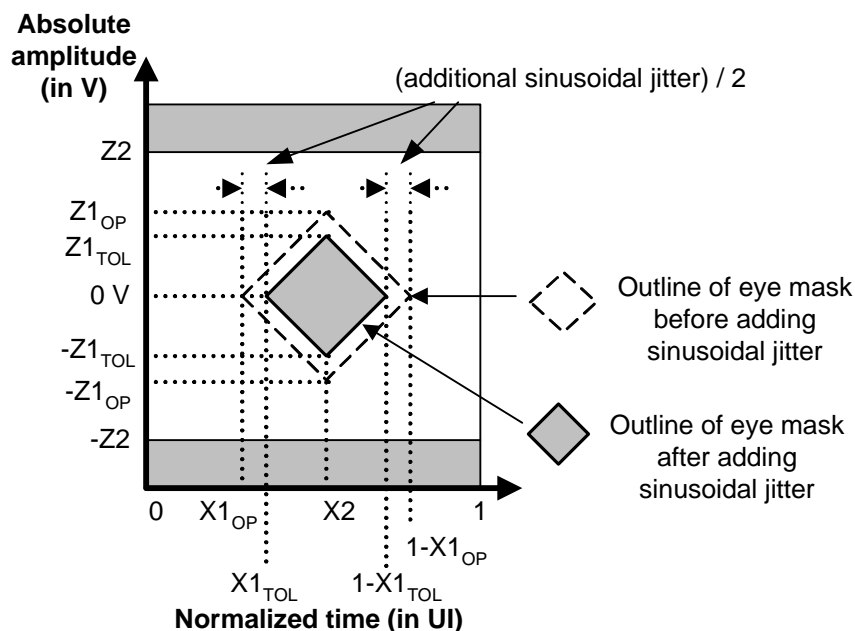 Absolute
amplitude
(in V)
(additional sinusoidal jitter) / 2
Z2
Z1OP
Z1TOL
0 V
-Z1TOL
-Z1OP
-Z2
Outline of eye mask
before adding
sinusoidal jitter
Outline of eye mask
after adding
sinusoidal jitter
0 X1OP X2 1
1-X1OP
X1TOL 1-X1TOL
Normalized time (in UI)